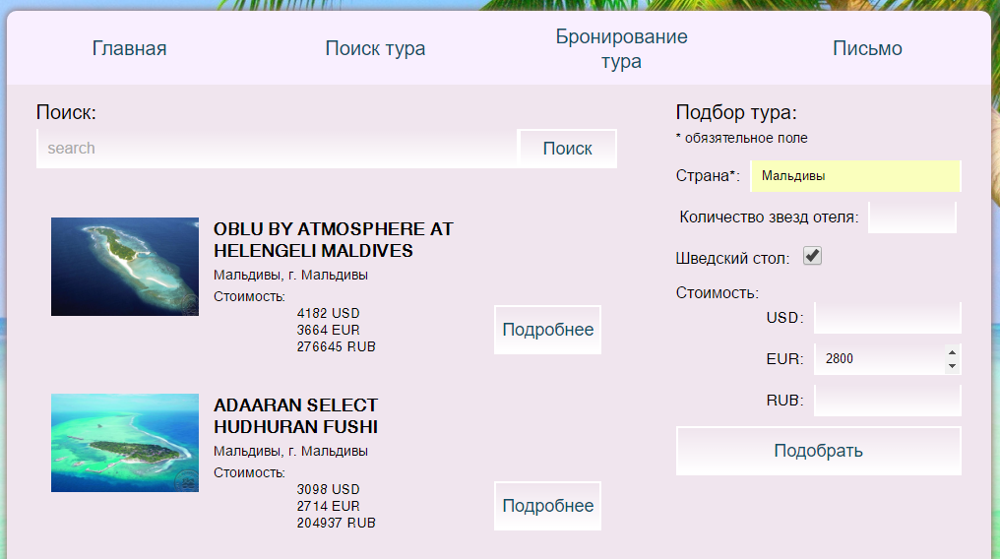 Главная
Поиск тура
Бронирование
тура
Письмо
Поиск:
search
Поиск
OBLU BY ATMOSPHERE AT
HELENGELI MALDIVES
Мальдивы, г. Мальдивы
Стоимость:
4182 USD
3664 EUR
276645 RUB
Подробнее
ADAARAN SELECT
HUDHURAN FUSHI
Мальдивы, г. Мальдивы
Стоимость:
3098 USD
2714 EUR
204937 RUB
Подробнее
Подбор тура:
* обязятельное поле
Страна*: Мальдивы
Количество звезд отеля:
Шведский стол:
Стоимость:
USD:
EUR: 2800
RUB:
Подобрать